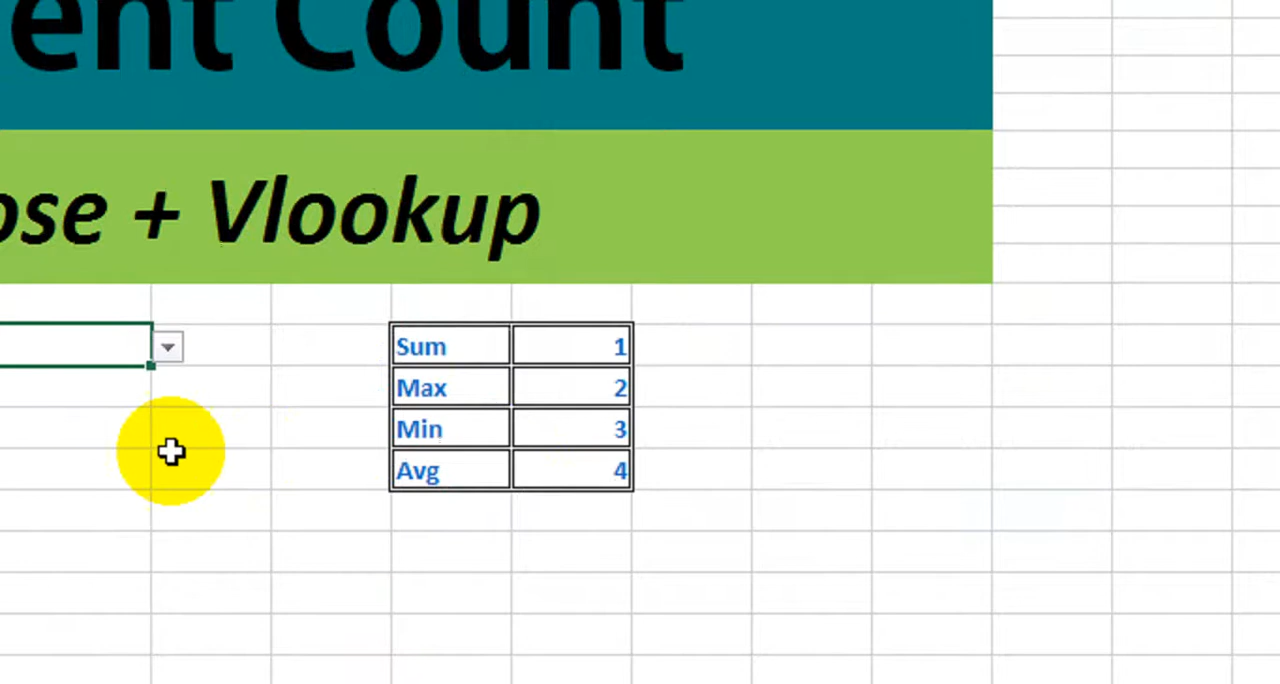 ent Count
ose + Vlookup
Sum 1
Max 2
Min 3
Avg 4